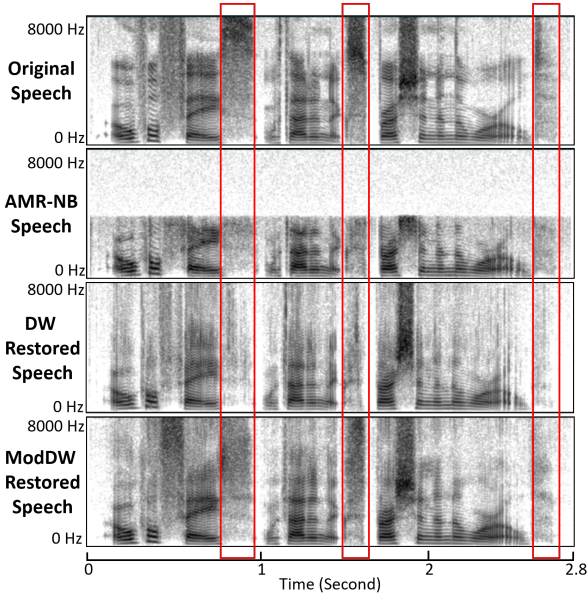 8000 Hz
Original
Speech
0 Hz
8000 Hz
AMR-NB
Speech
0 Hz
8000 Hz
DW
Restored
Speech
0 Hz
8000 Hz
ModDW
Restored
Speech
0 Hz
0 1 2 2.8
Time (Second)